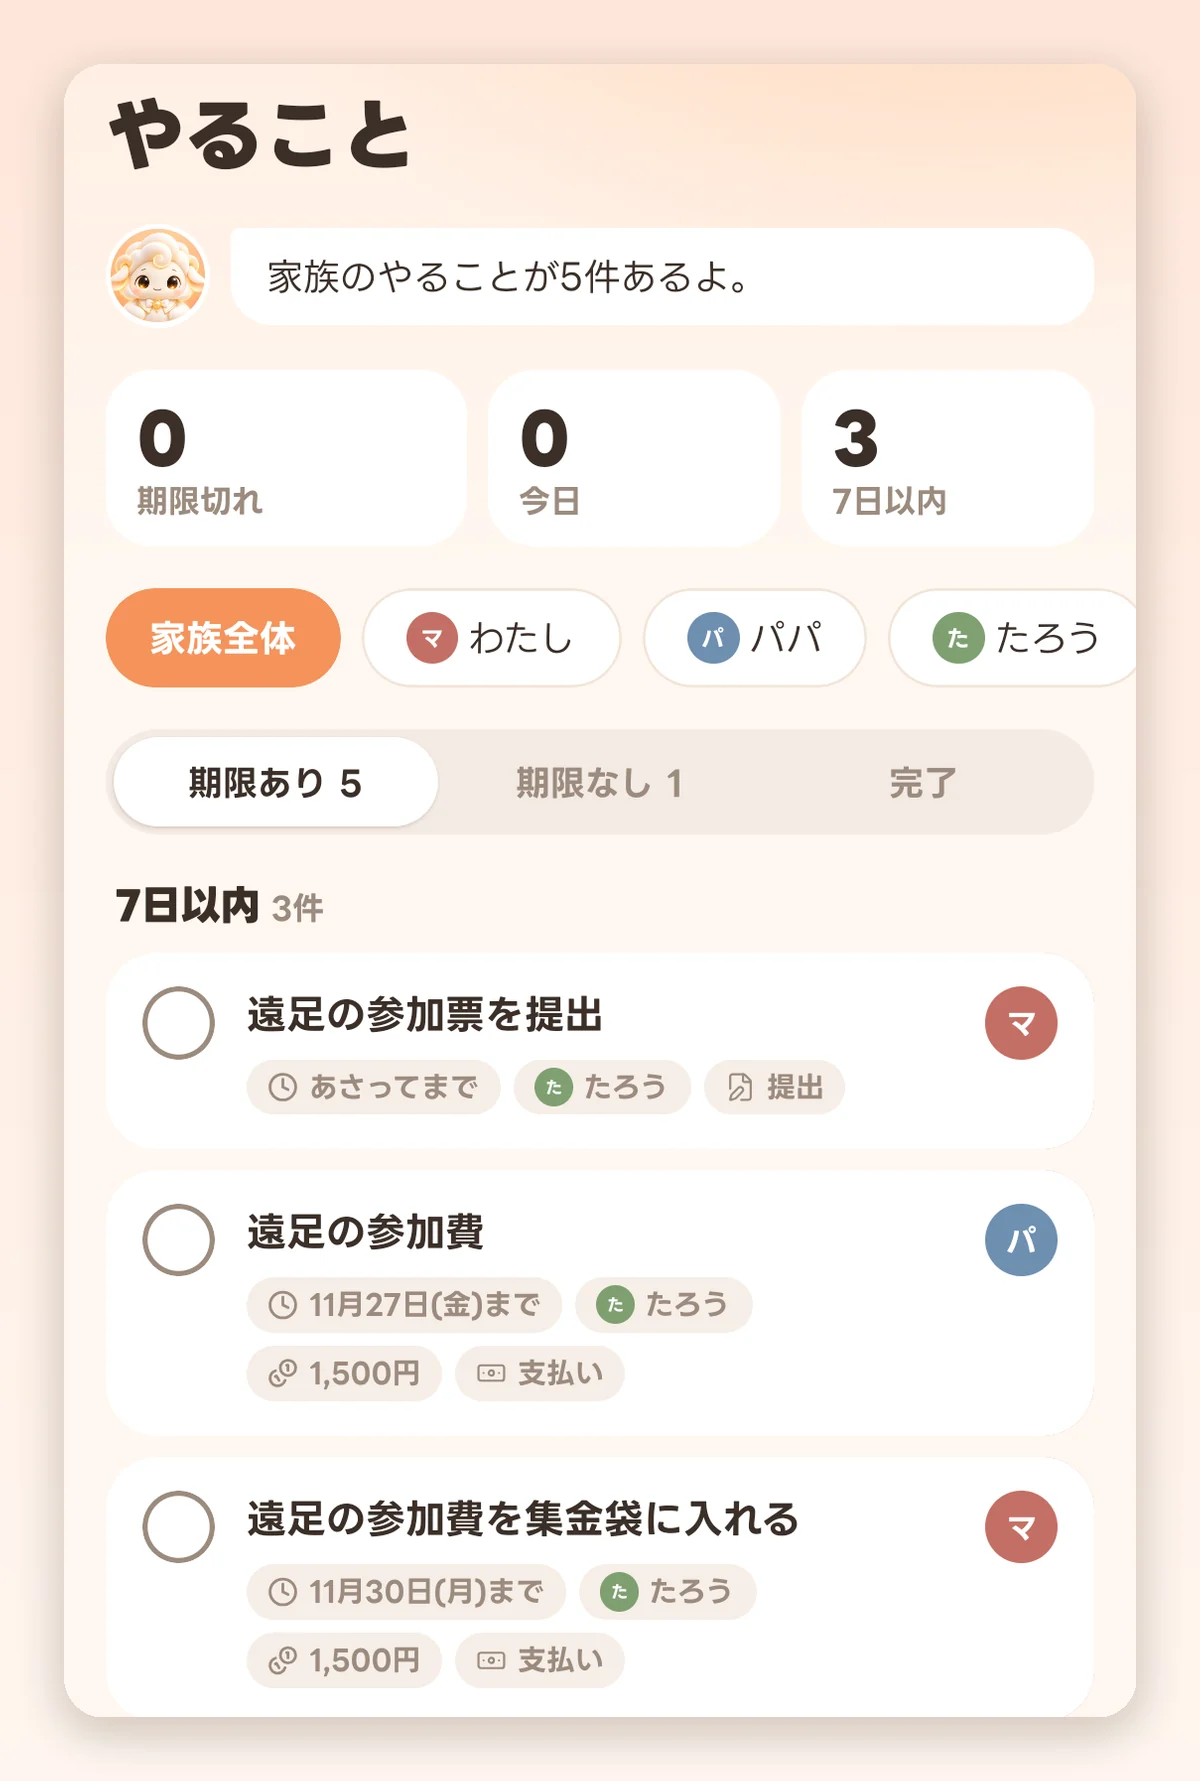 やること
家族のやることが5件あるよ。
0
期限切れ
0
今日
3
7日以内
家族全体
マ わたし
パ パパ
た たろう
期限あり 5
期限なし 1
完了
7日以内 3件
遠足の参加票を提出
マ
あさってまで
た たろう
提出
遠足の参加費
パ
11月27日(金)まで
た たろう
1,500円
支払い
遠足の参加費を集金袋に入れる
マ
11月30日(月)まで
た たろう
1,500円
支払い